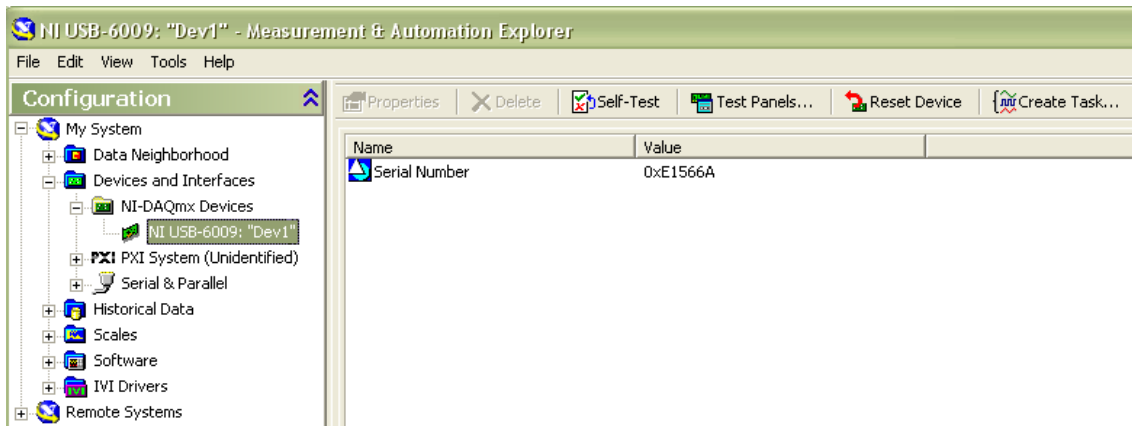 NI USB-6009: "Dev1" - Measurement & Automation Explorer
File Edit View Tools Help
Configuration
My System
Data Neighborhood
Devices and Interfaces
NI-DAQmx Devices
NI USB-6009: "Dev1"
PXI PXI System (Unidentified)
Serial & Parallel
Historical Data
Scales
Software
IVI IVI Drivers
Remote Systems
Properties Delete Self-Test Test Panels... Reset Device Create Task...
Name Value
Serial Number 0xE1566A